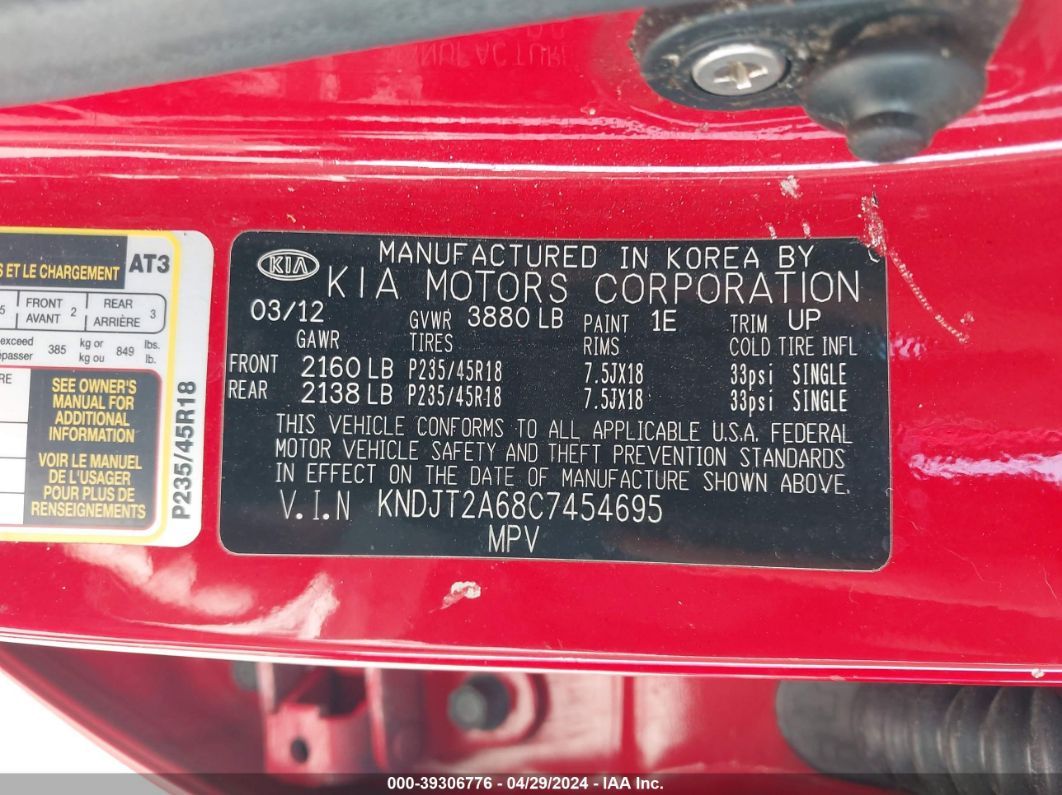 MANUFACTURED IN KOREA BY
KIA KIA MOTORS CORPORATION
03/12 GVWR 3880 LB PAINT 1E TRIM UP
GAWR TIRES RIMS COLD TIRE INFL
FRONT 2160 LB P235/45R18 7.5JX18 33psi SINGLE
REAR 2138 LB P235/45R18 7.5JX18 33psi SINGLE
THIS VEHICLE CONFORMS TO ALL APPLICABLE U.S.A. FEDERAL
MOTOR VEHICLE SAFETY AND THEFT PREVENTION STANDARDS
IN EFFECT ON THE DATE OF MANUFACTURE SHOWN ABOVE.
V.I.N KNDJT2A68C7454695
MPV
ET LE CHARGEMENT AT3
FRONT 2 REAR 3
AVANT ARRIÈRE
exceed 385 kg or 849 lbs.
kg ou lb.
SEE OWNER'S
MANUAL FOR
ADDITIONAL
INFORMATION
VOIR LE MANUEL
DE L'USAGER
POUR PLUS DE
RENSEIGNEMENTS
P235/45R18
000-39306776 - 04/29/2024 - IAA Inc.